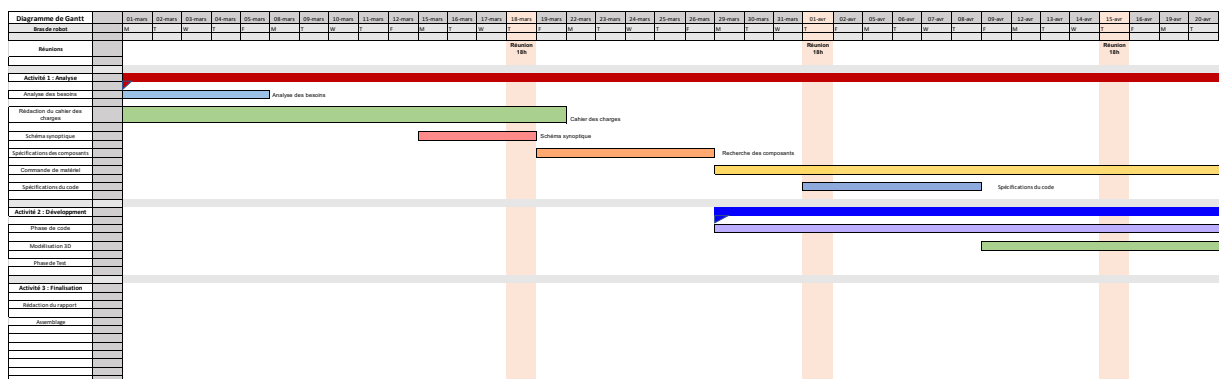 Diagramme de Gantt 01-mars 02-mars 03-mars 04-mars 05-mars 08-mars 09-mars 10-mars 11-mars 12-mars 15-mars 16-mars 17-mars 18-mars 19-mars 22-mars 23-mars 24-mars 25-mars 26-mars 29-mars 30-mars 31-mars 01-avr 02-avr 05-avr 06-avr 07-avr 08-avr 09-avr 12-avr 13-avr 14-avr 15-avr 16-avr 19-avr 20-avr
Bras de robot M T W T F M T W T F M T W T F M T W T F M T W T F M T W T F M T W T F M T
Réunions Réunion 18h Réunion 18h Réunion 18h
Activité 1 : Analyse
Analyse des besoins Analyse des besoins
Rédaction du cahier des
charges Cahier des charges
Schéma synoptique Schéma synoptique
Spécifications des composants Recherche des composants
Commande de matériel
Spécifications du code Spécifications du code
Activité 2 : Développment
Phase de code
Modélisation 3D
Phase de Test
Activité 3 : Finalisation
Rédaction du rapport
Assemblage